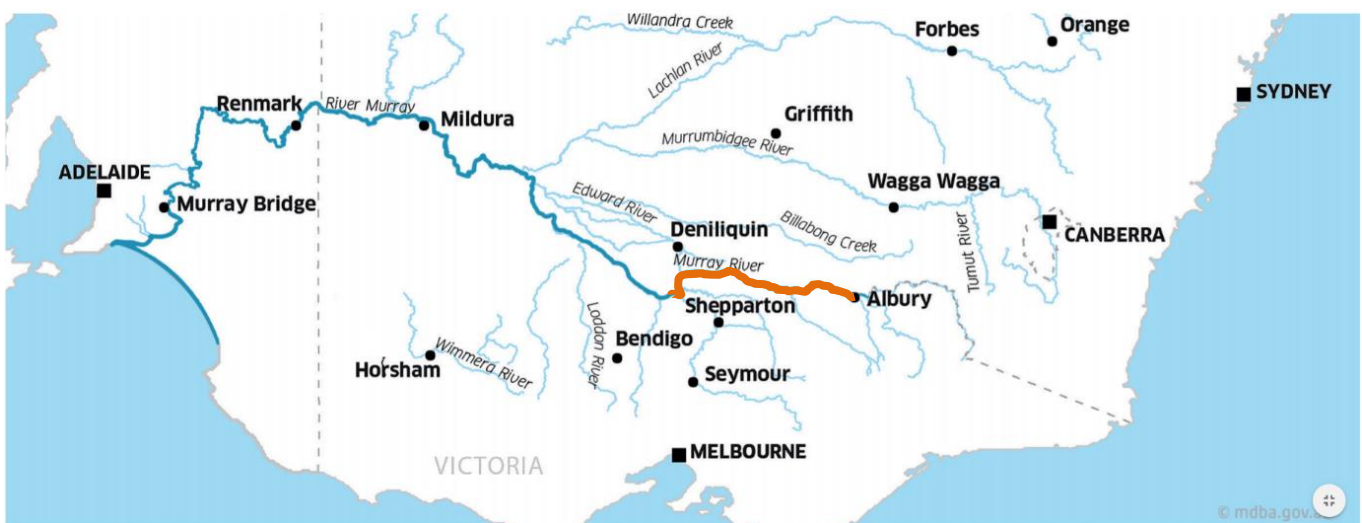 Willandra Creek
Forbes
Orange
Lachlan River
SYDNEY
Renmark
River Murray
Mildura
Griffith
Murrumbidgee River
ADELAIDE
Murray Bridge
Wagga Wagga
Edward River
Billabong Creek
Deniliquin
Tumut River
CANBERRA
Murray River
Albury
Shepparton
Loddon River
Bendigo
Wimmera River
Horsham
Seymour
MELBOURNE
VICTORIA
© mdba.gov.a